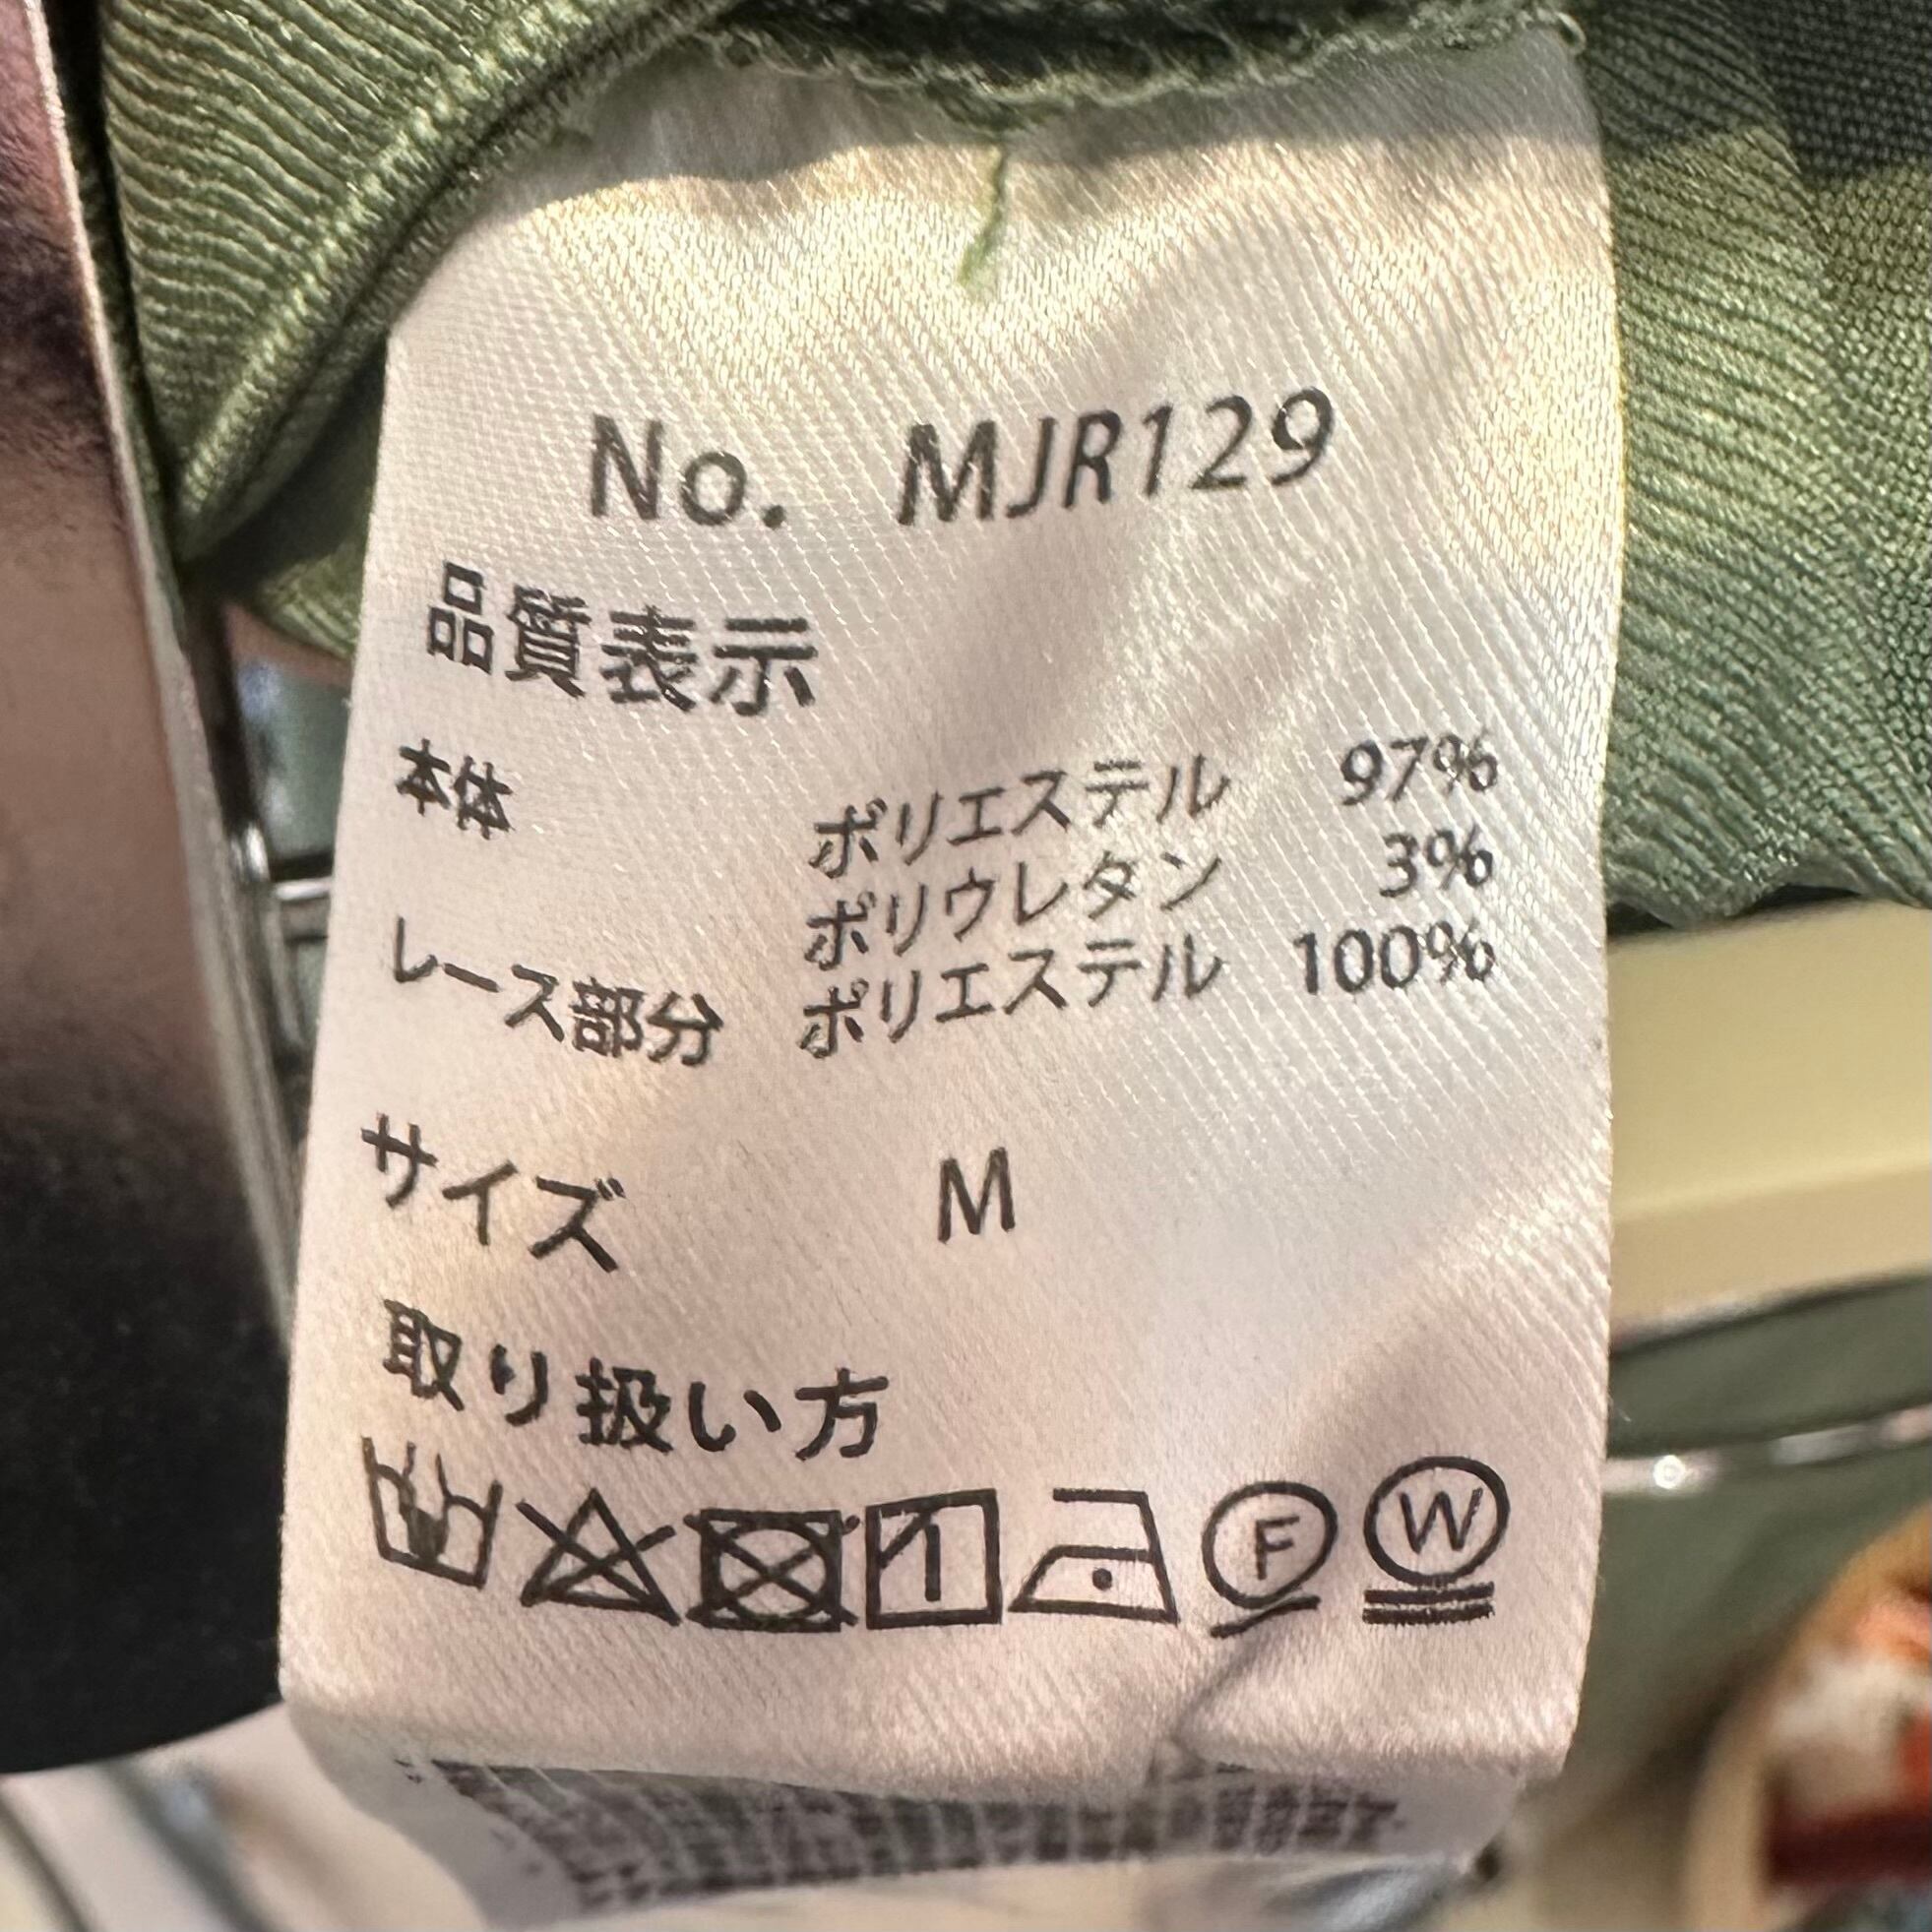 No. MJR129
品質表示
本体 ポリエステル 97%
ポリウレタン 3%
レース部分 ポリエステル 100%
サイズ M
取り扱い方
F W